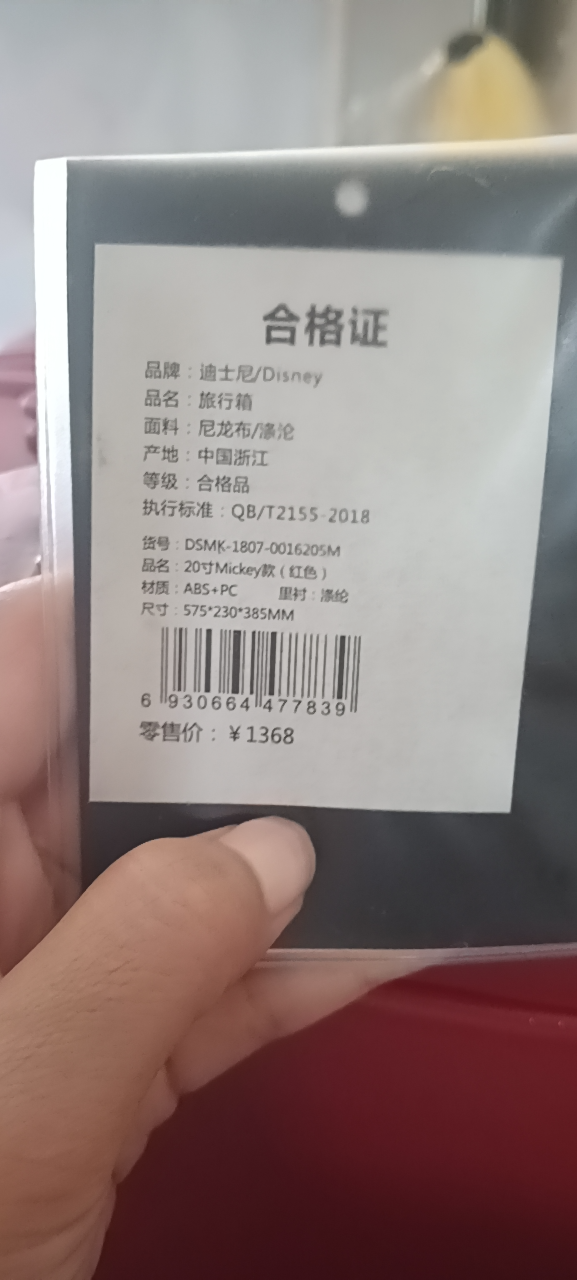 合格证
品牌：迪士尼/Disney
品名：旅行箱
面料：尼龙布/涤沦
产地：中国浙江
等级：合格品
执行标准：QB/T2155-2018
货号：DSMK-1807-0016205M
品名：20寸Mickey款（红色）
材质：ABS+PC 里衬：涤纶
尺寸：575*230*385MM
6 930664 477839
零售价：￥1368